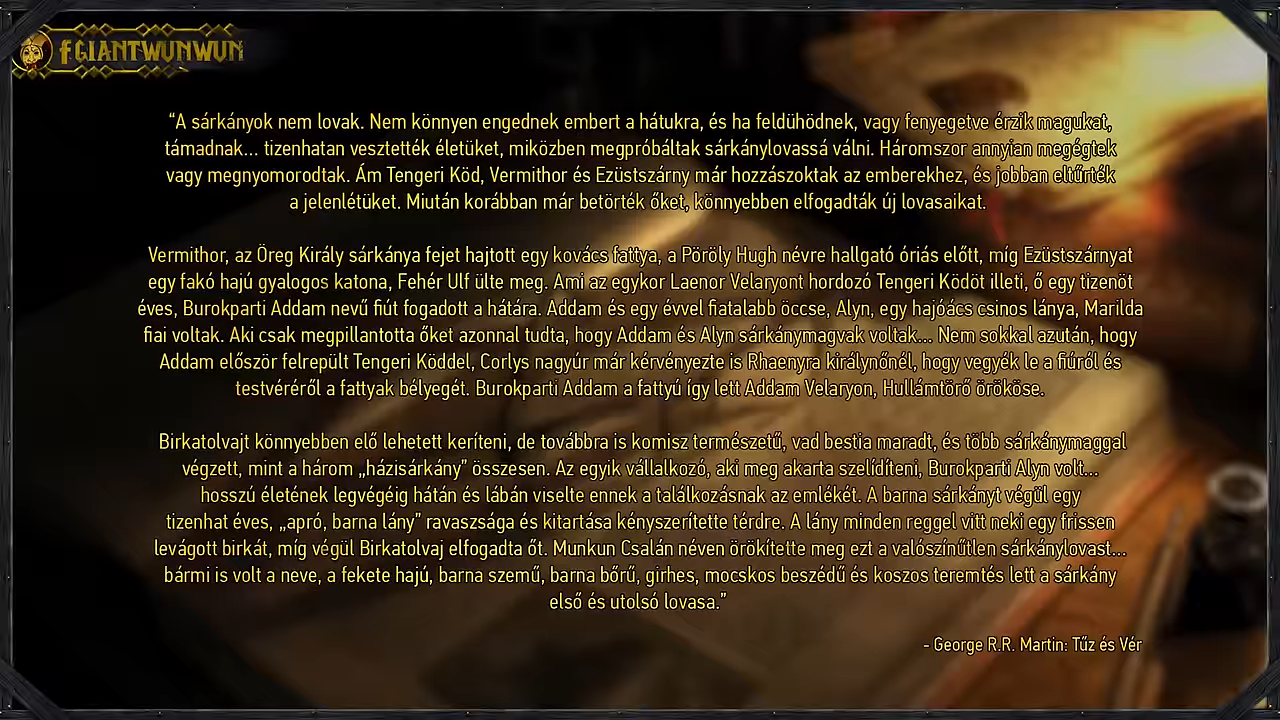 FGIANTWUNWUN
“A sárkányok nem lovak. Nem könnyen engednek embert a hátukra, és ha feldühödnek, vagy fenyegetve érzik magukat,
támadnak... tizenhatan vesztették életüket, miközben megpróbáltak sárkánylovassá válni. Háromszor annyian megégtek
vagy megnyomorodtak. Ám Tengeri Köd, Vermithor és Ezüstszárny már hozzászoktak az emberekhez, és jobban eltűrték
a jelenlétüket. Miután korábban már betörték őket, könnyebben elfogadták új lovasaikat.
Vermithor, az Öreg Király sárkánya fejet hajtott egy kovács fattya, a Pöröly Hugh névre hallgató óriás előtt, míg Ezüstszárnyat
egy fakó hajú gyalogos katona, Fehér Ulf ülte meg. Ami az egykor Laenor Velaryont hordozó Tengeri Ködöt illeti, ő egy tizenöt
éves, Burokparti Addam nevű fiút fogadott a hátára. Addam és egy évvel fiatalabb öccse, Alyn, egy hajóács csinos lánya, Marilda
fiai voltak. Aki csak megpillantotta őket azonnal tudta, hogy Addam és Alyn sárkánymagvak voltak... Nem sokkal azután, hogy
Addam először felrepült Tengeri Köddel, Corlys nagyúr már kérvényezte is Rhaenyra királynőnél, hogy vegyék le a fiúról és
testvéréről a fattyak bélyegét. Burokparti Addam a fattyú így lett Addam Velaryon, Hullámtörő örököse.
Birkatolvajt könnyebben elő lehetett keríteni, de továbbra is komisz természetű, vad bestia maradt, és több sárkánymaggal
végzett, mint a három „házisárkány” összesen. Az egyik vállalkozó, aki meg akarta szelídíteni, Burokparti Alyn volt...
hosszú életének legvégéig hátán és lábán viselte ennek a találkozásnak az emlékét. A barna sárkányt végül egy
tizenhat éves, „apró, barna lány” ravaszsága és kitartása kényszerítette térdre. A lány minden reggel vitt neki egy frissen
levágott birkát, míg végül Birkatolvaj elfogadta őt. Munkun Csalán néven örökítette meg ezt a valószínűtlen sárkánylovast...
bármi is volt a neve, a fekete hajú, barna szemű, barna bőrű, girhes, mocskos beszédű és koszos teremtés lett a sárkány
első és utolsó lovasa.”
- George R.R. Martin: Tűz és Vér